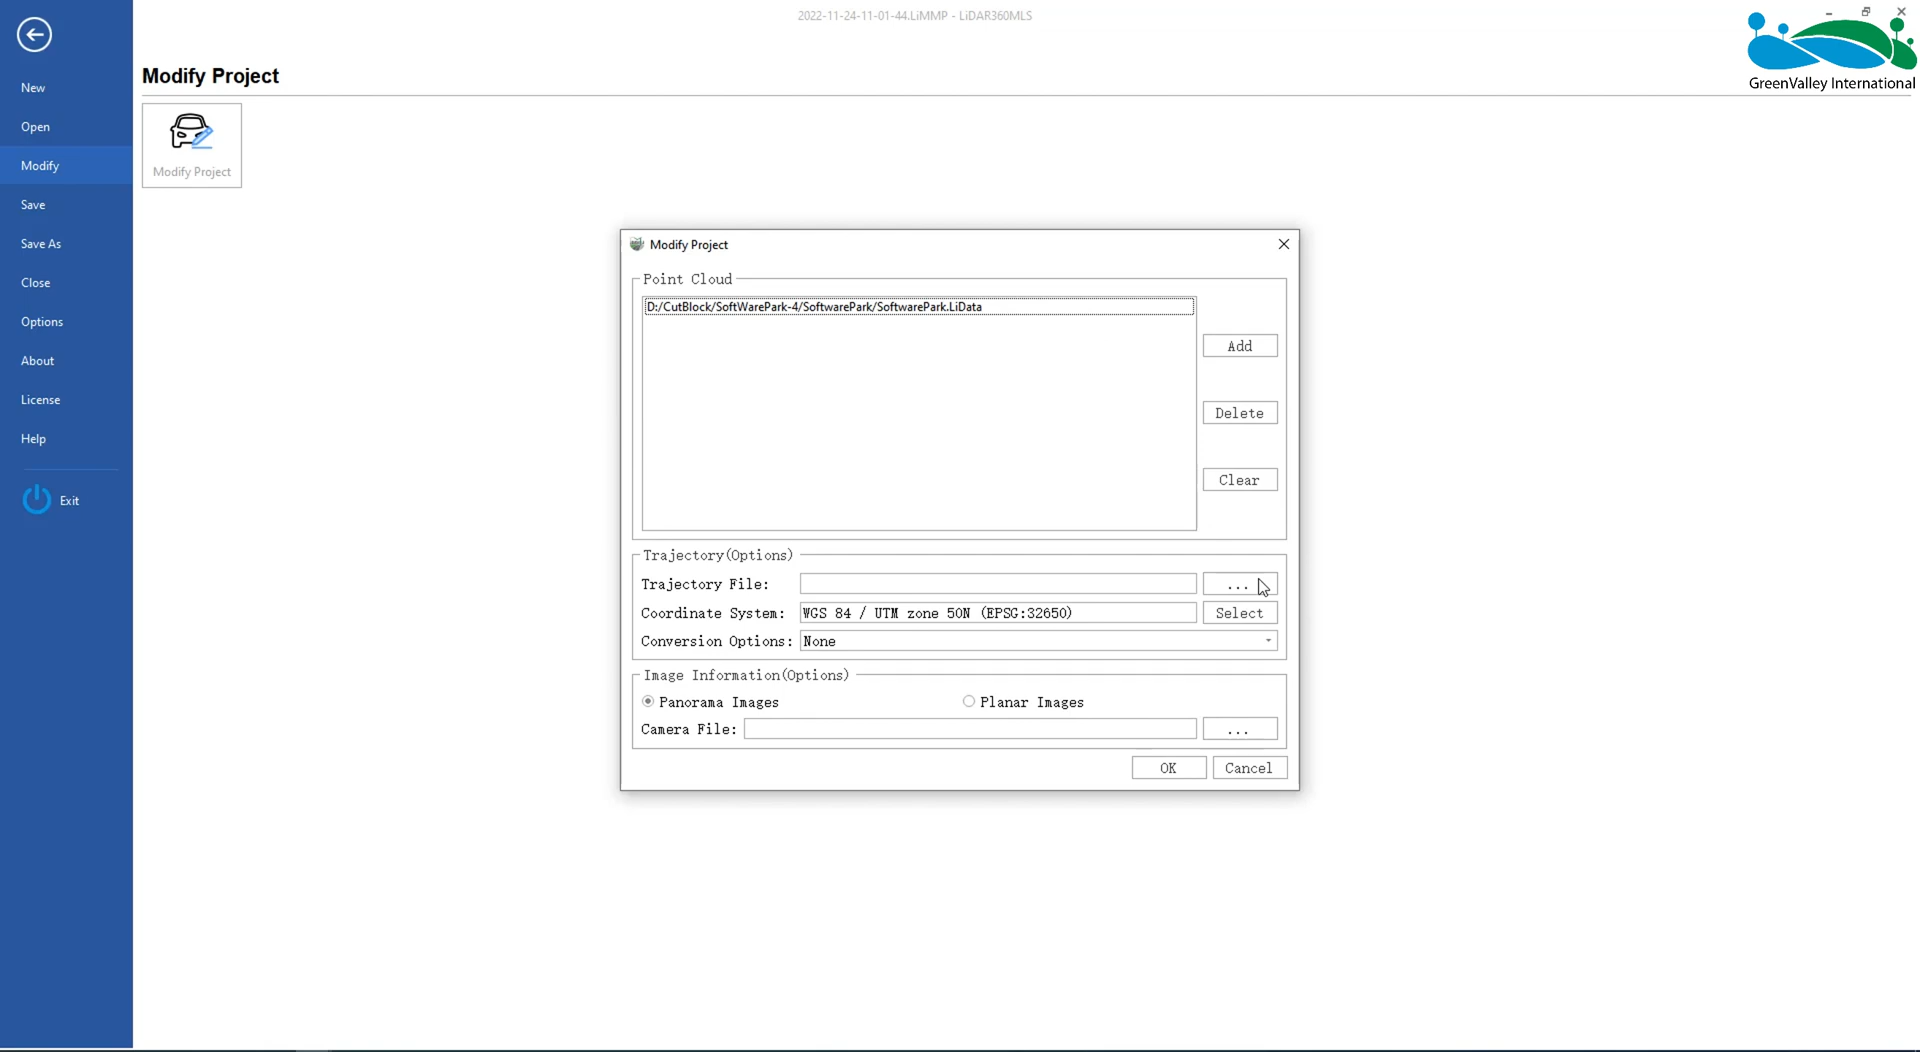 2022-11-24-11-01-44.LiMMP - LiDAR360MLS
GreenValley International
New
Open
Modify
Save
Save As
Close
Options
About
License
Help
Exit
Modify Project
Modify Project
Modify Project
Point Cloud
D:/CutBlock/SoftWarePark-4/SoftwarePark/SoftwarePark.LiData
Add
Delete
Clear
Trajectory(Options)
Trajectory File: ...
Coordinate System: WGS 84 / UTM zone 50N (EPSG:32650) Select
Conversion Options: None
Image Information(Options)
Panorama Images Planar Images
Camera File: ...
OK Cancel